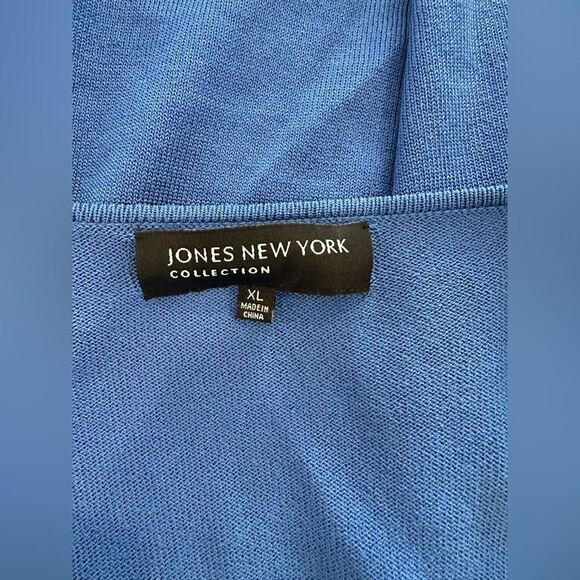 JONES NEW YORK
COLLECTION
XL
MADE IN
CHINA